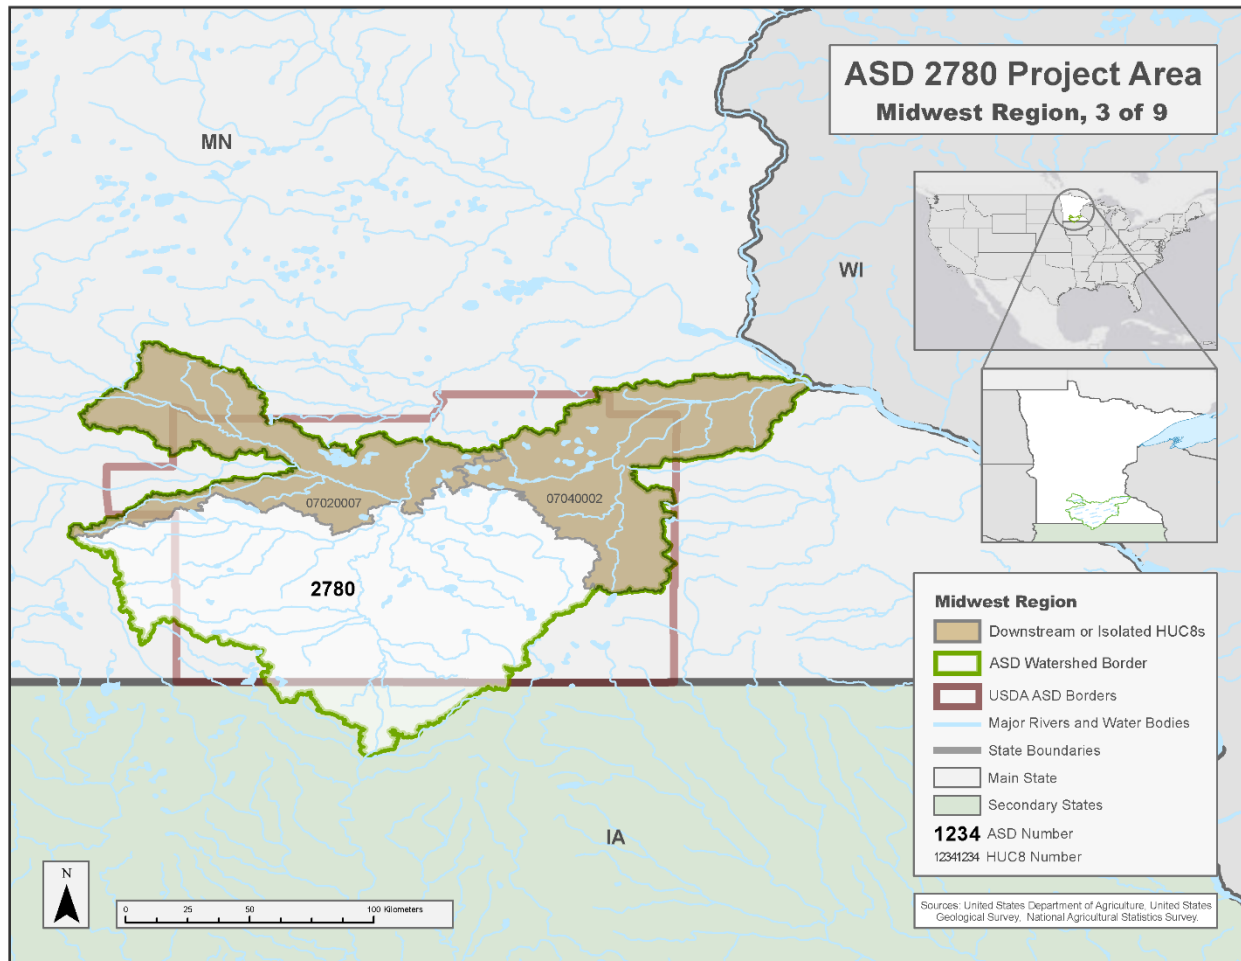 ASD 2780 Project Area
Midwest Region, 3 of 9
MN
WI
07020007
07040002
2780
IA
Midwest Region
Downstream or Isolated HUC8s
ASD Watershed Border
USDA ASD Borders
Major Rivers and Water Bodies
State Boundaries
Main State
Secondary States
1234 ASD Number
12341234 HUC8 Number
N
0 25 50 100 Kilometers
Sources: United States Department of Agriculture, United States
Geological Survey, National Agricultural Statistics Survey.